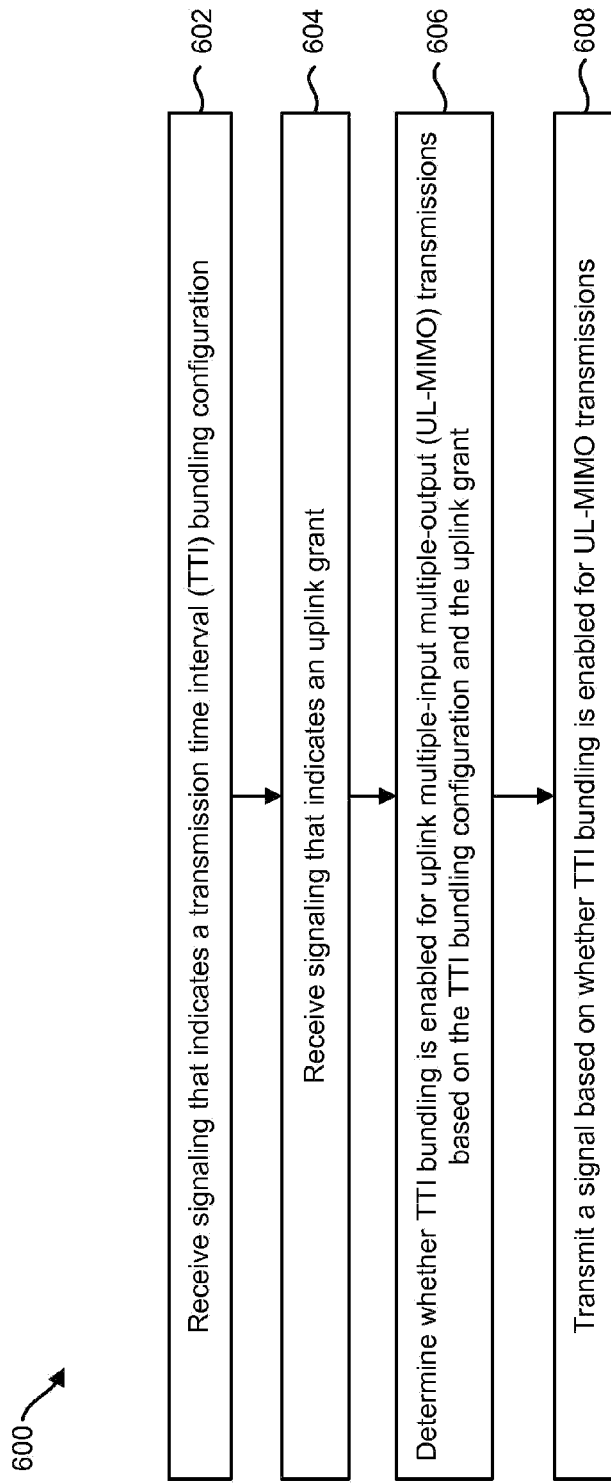 600
Receive signaling that indicates a transmission time interval (TTI) bundling configuration
602
Receive signaling that indicates an uplink grant
604
Determine whether TTI bundling is enabled for uplink multiple-input multiple-output (UL-MIMO) transmissions
based on the TTI bundling configuration and the uplink grant
606
Transmit a signal based on whether TTI bundling is enabled for UL-MIMO transmissions
608